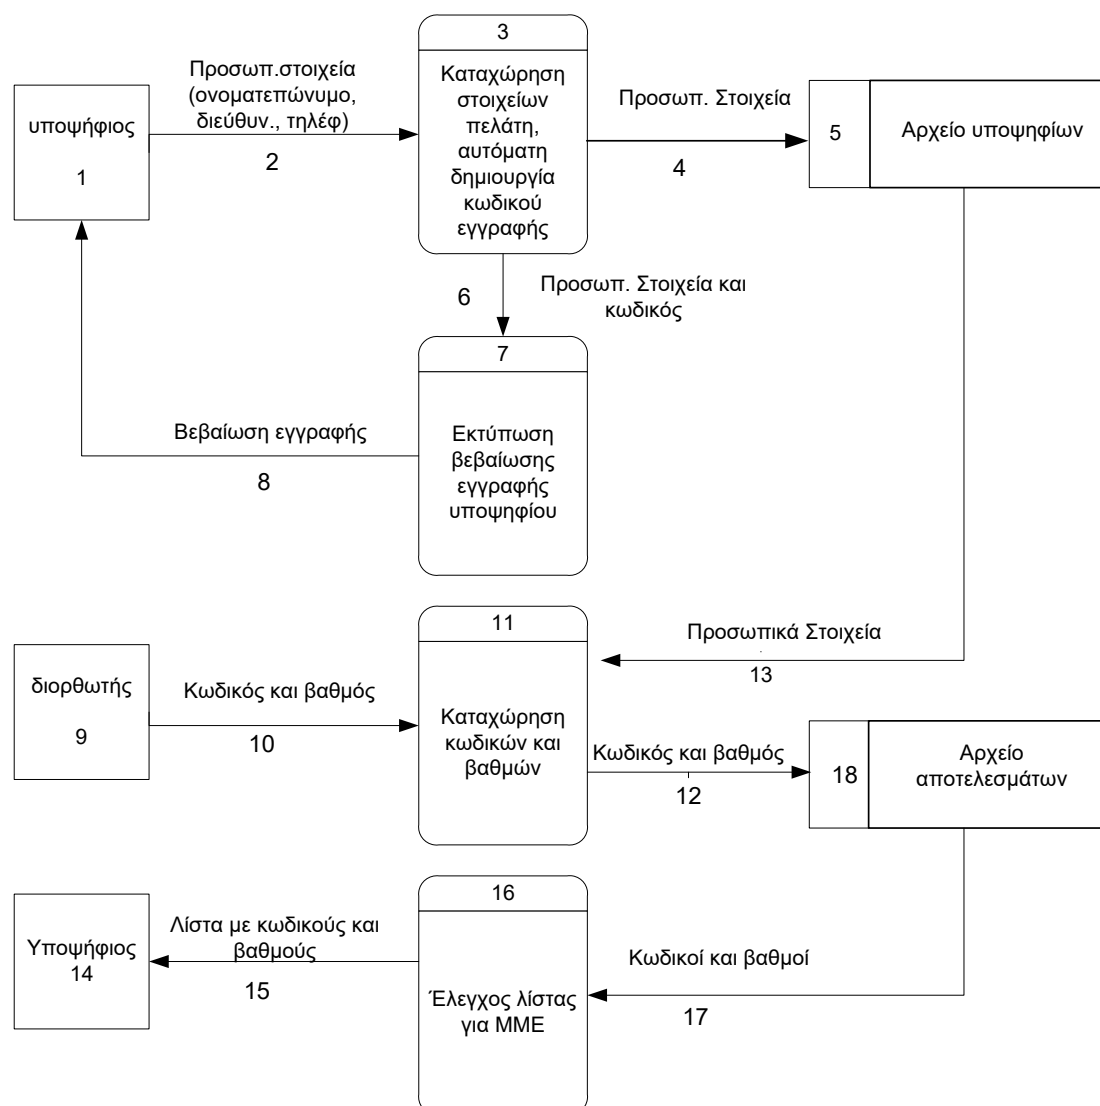 3
Προσωπ.στοιχεία
(ονοματεπώνυμο,
διεύθυν., τηλέφ)
2
υποψήφιος
1
Καταχώρηση
στοιχείων
πελάτη,
αυτόματη
δημιουργία
κωδικού
εγγραφής
Προσωπ. Στοιχεία
4
5
Αρχείο υποψηφίων
6
Προσωπ. Στοιχεία και
κωδικός
7
Εκτύπωση
βεβαίωσης
εγγραφής
υποψηφίου
Βεβαίωση εγγραφής
8
11
Προσωπικά Στοιχεία
13
διορθωτής
9
Κωδικός και βαθμός
10
Καταχώρηση
κωδικών και
βαθμών
Κωδικός και βαθμός
12
18
Αρχείο
αποτελεσμάτων
16
Υποψήφιος
14
Λίστα με κωδικούς και
βαθμούς
15
Έλεγχος λίστας
για ΜΜΕ
Κωδικοί και βαθμοί
17